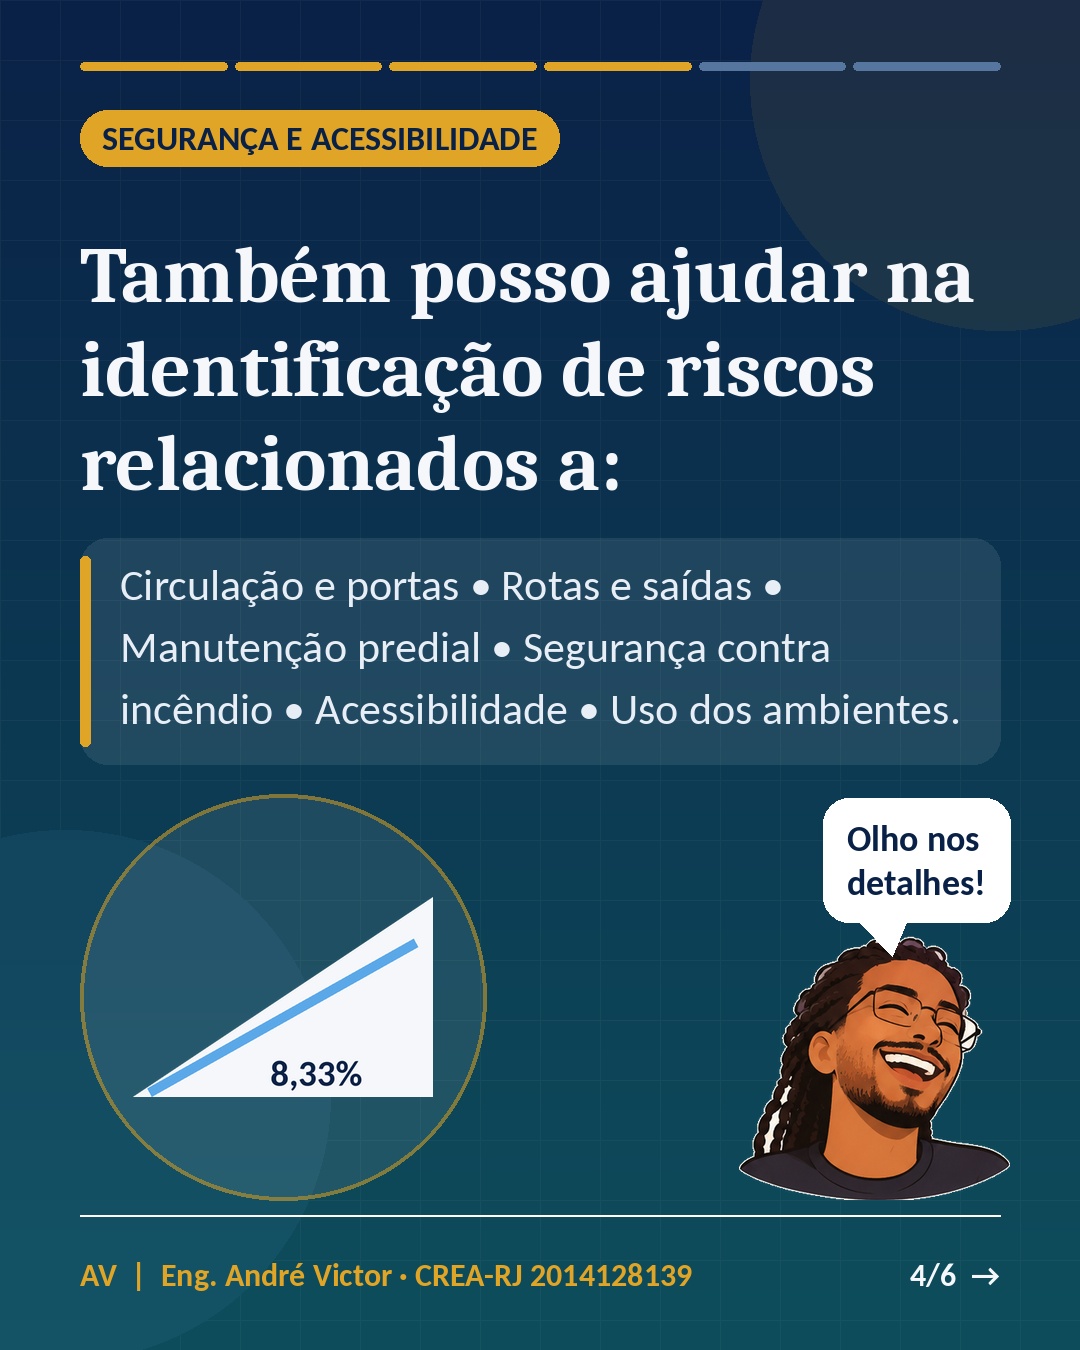 SEGURANÇA E ACESSIBILIDADE
Também posso ajudar na
identificação de riscos
relacionados a:
Circulação e portas • Rotas e saídas •
Manutenção predial • Segurança contra
incêndio • Acessibilidade • Uso dos ambientes.
Olho nos
detalhes!
8,33%
AV | Eng. André Victor · CREA-RJ 2014128139
4/6 →